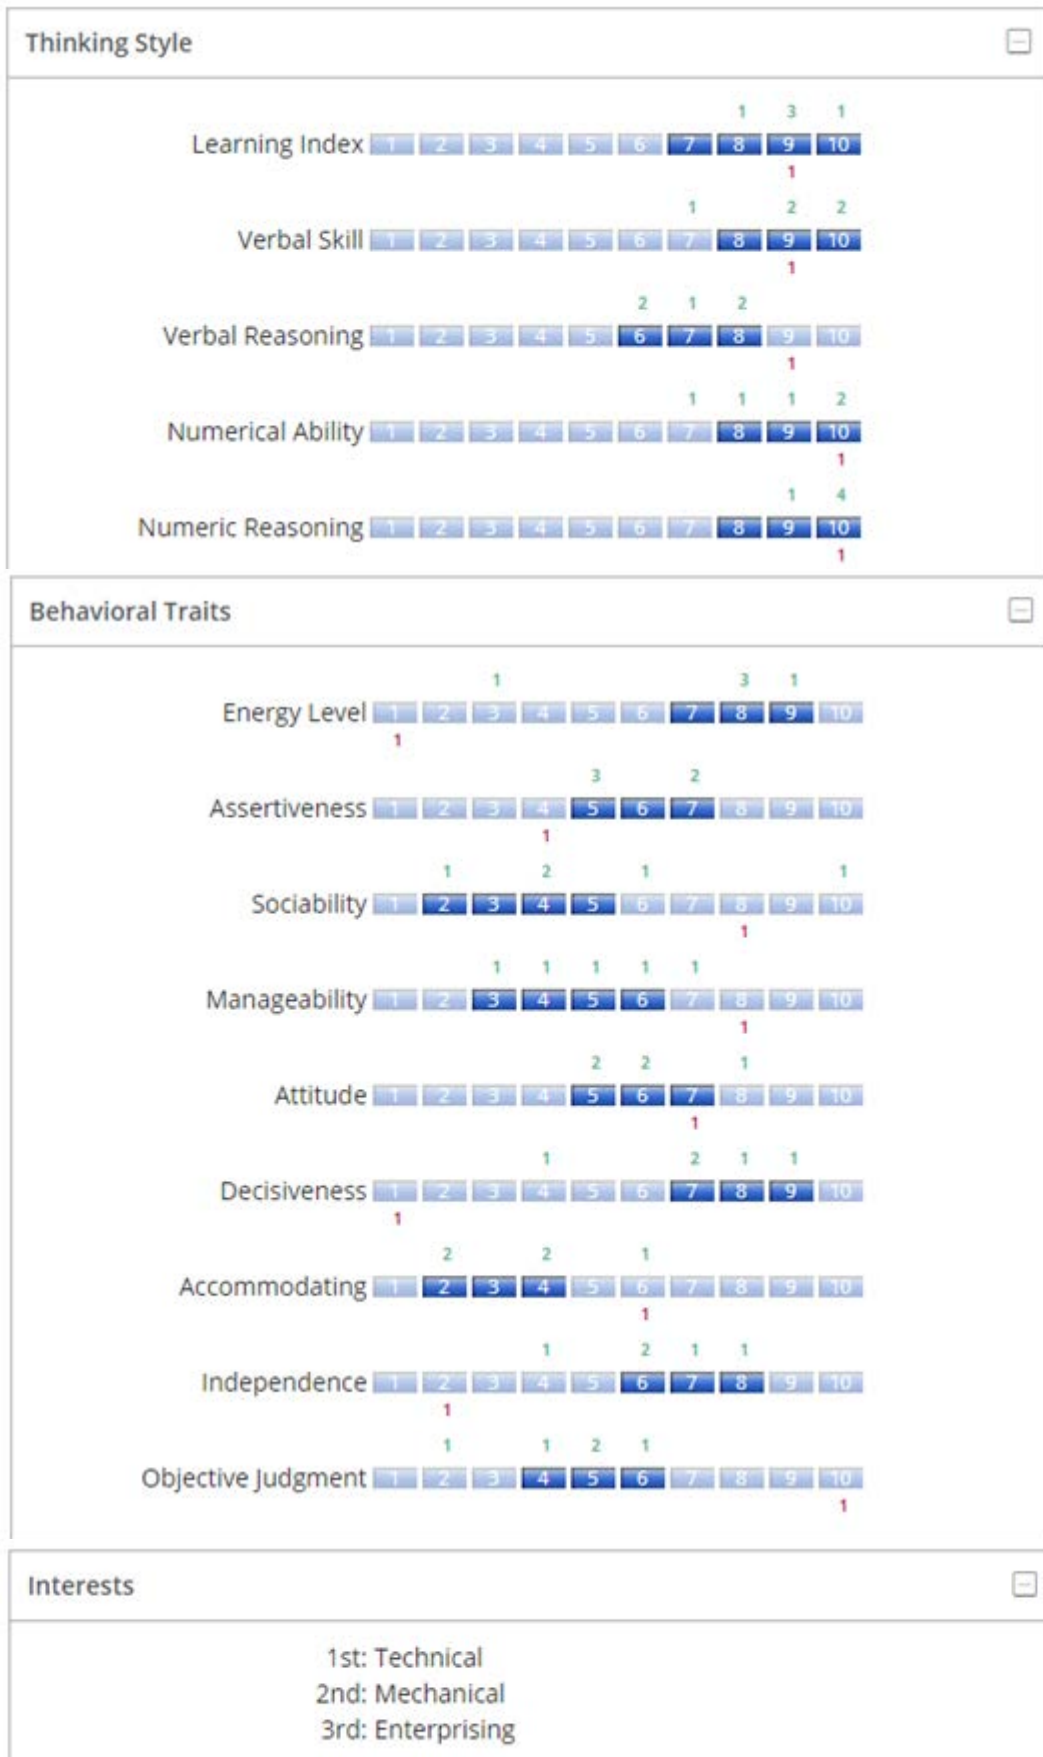 Thinking Style
1 3 1
Learning Index 1 2 3 4 5 6 7 8 9 10
1
1 2 2
Verbal Skill 1 2 3 4 5 6 7 8 9 10
1
2 1 2
Verbal Reasoning 1 2 3 4 5 6 7 8 9 10
1
1 1 1 2
Numerical Ability 1 2 3 4 5 6 7 8 9 10
1
1 4
Numeric Reasoning 1 2 3 4 5 6 7 8 9 10
1
Behavioral Traits
1 3 1
Energy Level 1 2 3 4 5 6 7 8 9 10
1
3 2
Assertiveness 1 2 3 4 5 6 7 8 9 10
1
1 2 1 1
Sociability 1 2 3 4 5 6 7 8 9 10
1
1 1 1 1 1
Manageability 1 2 3 4 5 6 7 8 9 10
1
2 2 1
Attitude 1 2 3 4 5 6 7 8 9 10
1
1 2 1 1
Decisiveness 1 2 3 4 5 6 7 8 9 10
1
2 2 1
Accommodating 1 2 3 4 5 6 7 8 9 10
1
1 2 1 1
Independence 1 2 3 4 5 6 7 8 9 10
1
1 1 2 1
Objective Judgment 1 2 3 4 5 6 7 8 9 10
1
Interests
1st: Technical
2nd: Mechanical
3rd: Enterprising